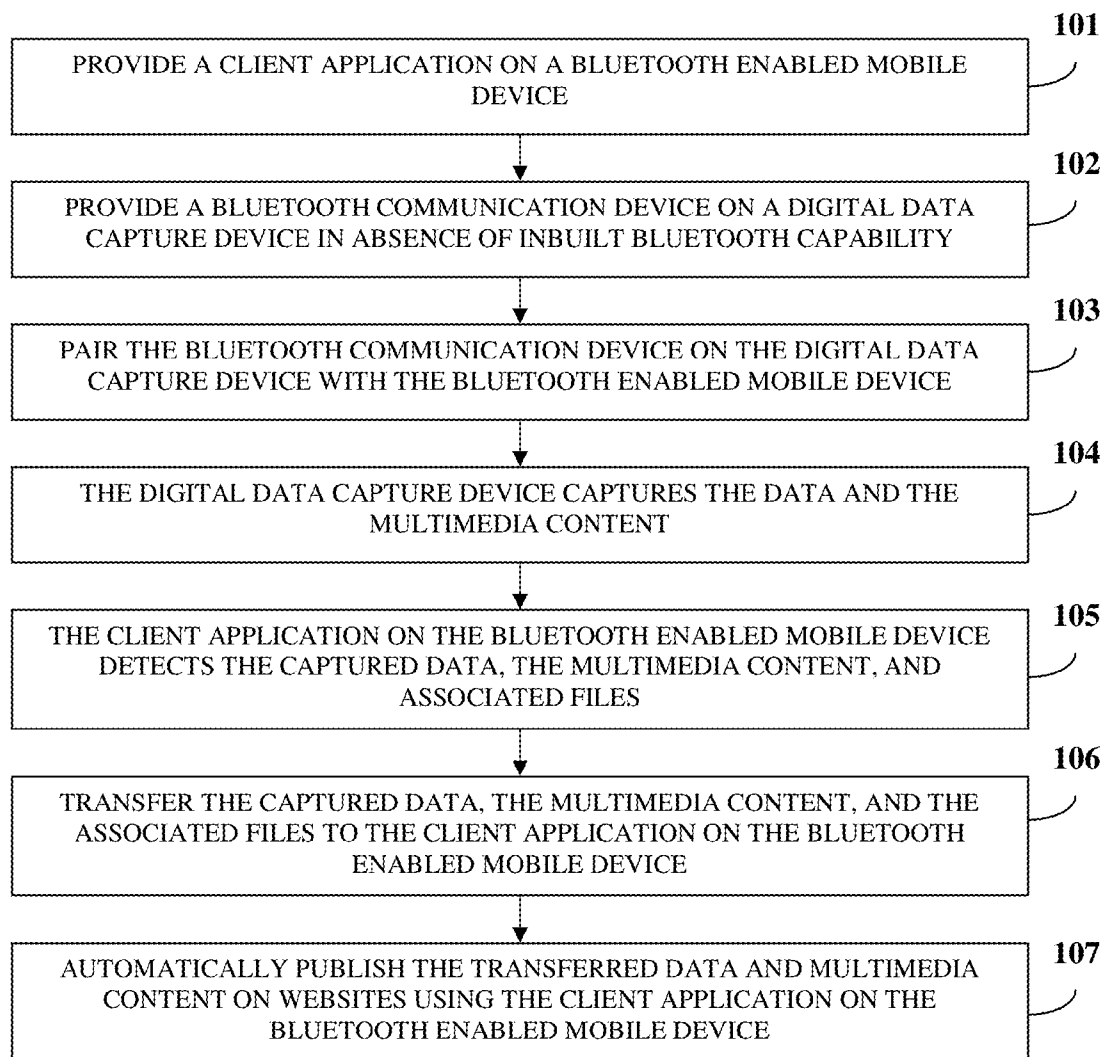 101
PROVIDE A CLIENT APPLICATION ON A BLUETOOTH ENABLED MOBILE
DEVICE
102
PROVIDE A BLUETOOTH COMMUNICATION DEVICE ON A DIGITAL DATA
CAPTURE DEVICE IN ABSENCE OF INBUILT BLUETOOTH CAPABILITY
103
PAIR THE BLUETOOTH COMMUNICATION DEVICE ON THE DIGITAL DATA
CAPTURE DEVICE WITH THE BLUETOOTH ENABLED MOBILE DEVICE
104
THE DIGITAL DATA CAPTURE DEVICE CAPTURES THE DATA AND THE
MULTIMEDIA CONTENT
105
THE CLIENT APPLICATION ON THE BLUETOOTH ENABLED MOBILE DEVICE
DETECTS THE CAPTURED DATA, THE MULTIMEDIA CONTENT, AND
ASSOCIATED FILES
106
TRANSFER THE CAPTURED DATA, THE MULTIMEDIA CONTENT, AND THE
ASSOCIATED FILES TO THE CLIENT APPLICATION ON THE BLUETOOTH
ENABLED MOBILE DEVICE
107
AUTOMATICALLY PUBLISH THE TRANSFERRED DATA AND MULTIMEDIA
CONTENT ON WEBSITES USING THE CLIENT APPLICATION ON THE
BLUETOOTH ENABLED MOBILE DEVICE